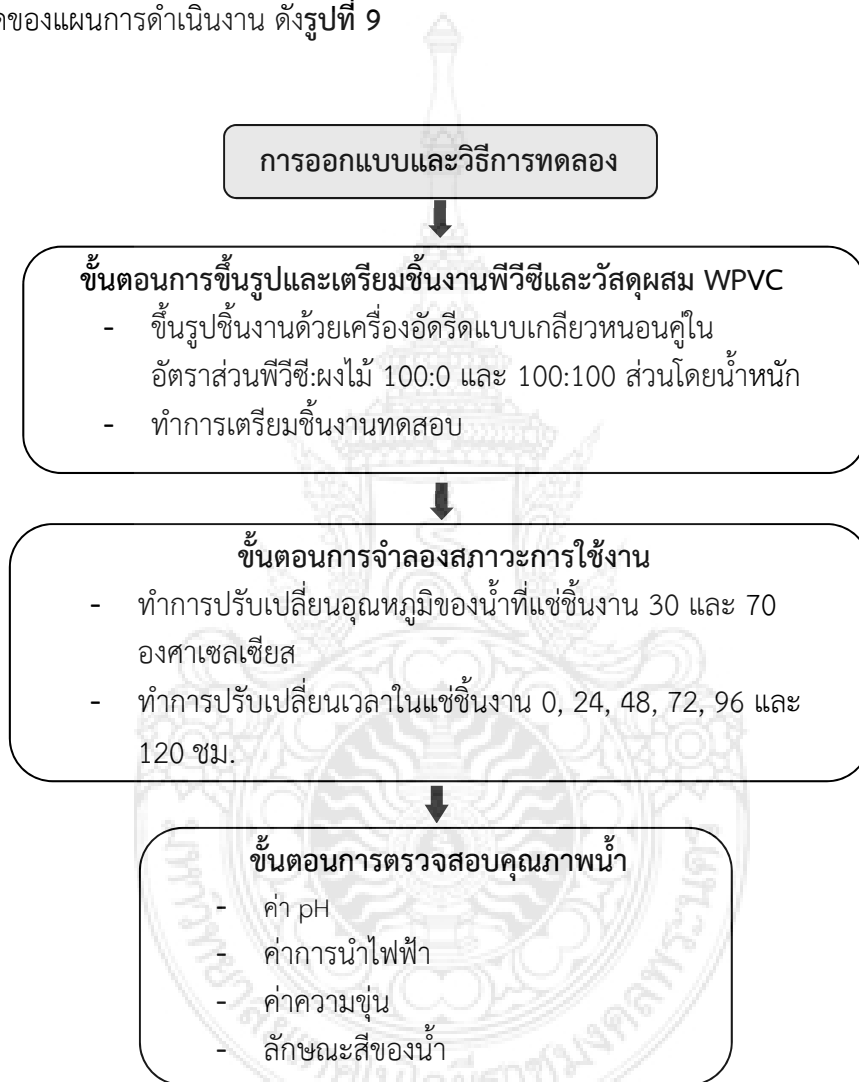 ของแผนการดำเนินงาน ดังรูปที่ 9
การออกแบบและวิธีการทดลอง
ขั้นตอนการขึ้นรูปและเตรียมชิ้นงานพีวีซีและวัสดุผสม WPVC
- ขึ้นรูปชิ้นงานด้วยเครื่องอัดรีดแบบเกลียวหนอนคู่ใน
อัตราส่วนพีวีซี:ผงไม้ 100:0 และ 100:100 ส่วนโดยน้ำหนัก
- ทำการเตรียมชิ้นงานทดสอบ
ขั้นตอนการจำลองสภาวะการใช้งาน
- ทำการปรับเปลี่ยนอุณหภูมิของน้ำที่แช่ชิ้นงาน 30 และ 70
องศาเซลเซียส
- ทำการปรับเปลี่ยนเวลาในแช่ชิ้นงาน 0, 24, 48, 72, 96 และ
120 ชม.
ขั้นตอนการตรวจสอบคุณภาพน้ำ
- ค่า pH
- ค่าการนำไฟฟ้า
- ค่าความขุ่น
- ลักษณะสีของน้ำ